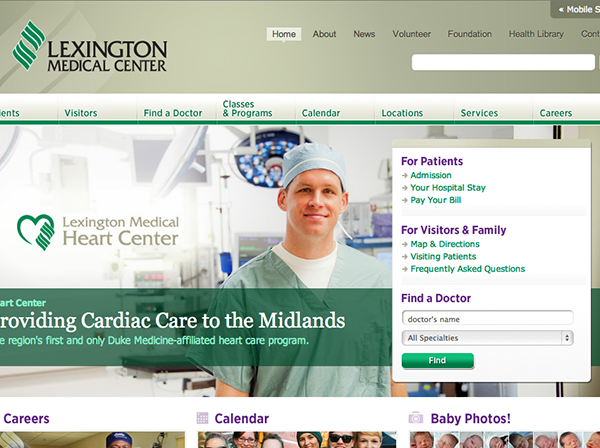 « Mobile S
LEXINGTON
MEDICAL CENTER
Home About News Volunteer Foundation Health Library Cont
ients Visitors Find a Doctor Classes & Programs Calendar Locations Services Careers
Lexington Medical
Heart Center
For Patients
Admission
Your Hospital Stay
Pay Your Bill
For Visitors & Family
Map & Directions
Visiting Patients
Frequently Asked Questions
Find a Doctor
doctor's name
All Specialties
Find
art Center
roviding Cardiac Care to the Midlands
e region's first and only Duke Medicine-affiliated heart care program.
Careers Calendar Baby Photos!